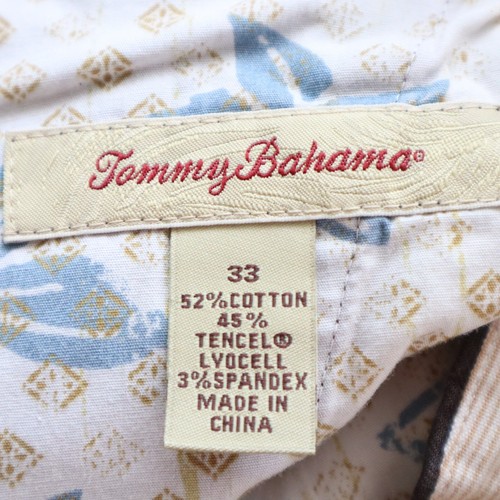 Tommy Bahama®
33
52%COTTON
45%
TENCEL®
LYOCELL
3%SPANDEX
MADE IN
CHINA